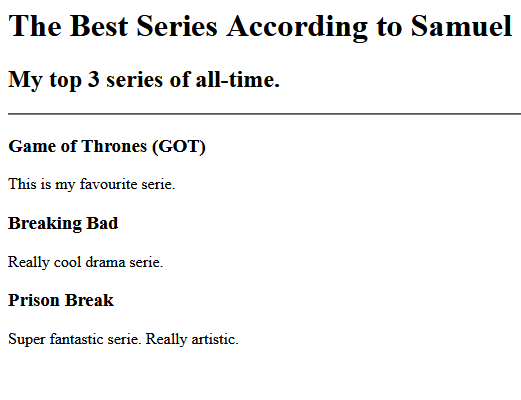 The Best Series According to Samuel
My top 3 series of all-time.
Game of Thrones (GOT)
This is my favourite serie.
Breaking Bad
Really cool drama serie.
Prison Break
Super fantastic serie. Really artistic.